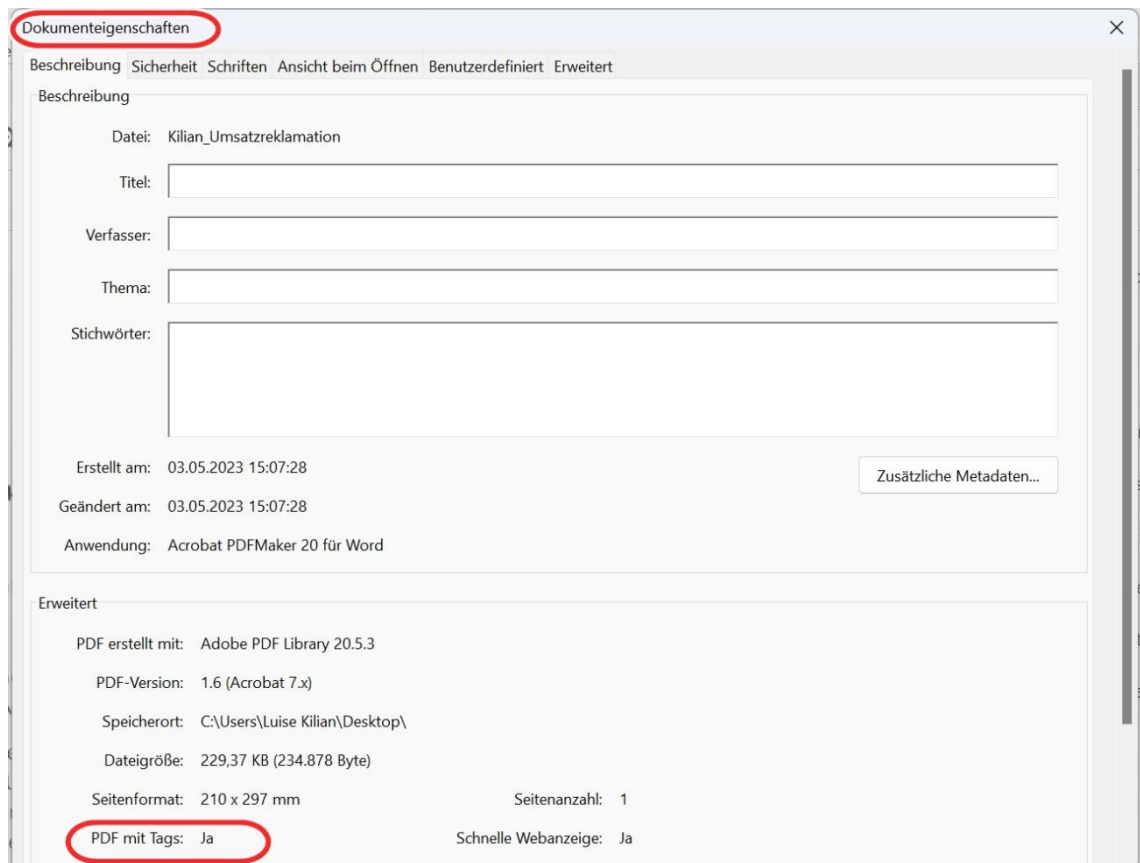 Dokumenteigenschaften
Beschreibung Sicherheit Schriften Ansicht beim Öffnen Benutzerdefiniert Erweitert
Beschreibung
Datei: Kilian_Umsatzreklamation
Titel:
Verfasser:
Thema:
Stichwörter:
Erstellt am: 03.05.2023 15:07:28
Zusätzliche Metadaten...
Geändert am: 03.05.2023 15:07:28
Anwendung: Acrobat PDFMaker 20 für Word
Erweitert
PDF erstellt mit: Adobe PDF Library 20.5.3
PDF-Version: 1.6 (Acrobat 7.x)
Speicherort: C:\Users\Luise Kilian\Desktop\
Dateigröße: 229,37 KB (234.878 Byte)
Seitenformat: 210 x 297 mm Seitenanzahl: 1
PDF mit Tags: Ja Schnelle Webanzeige: Ja